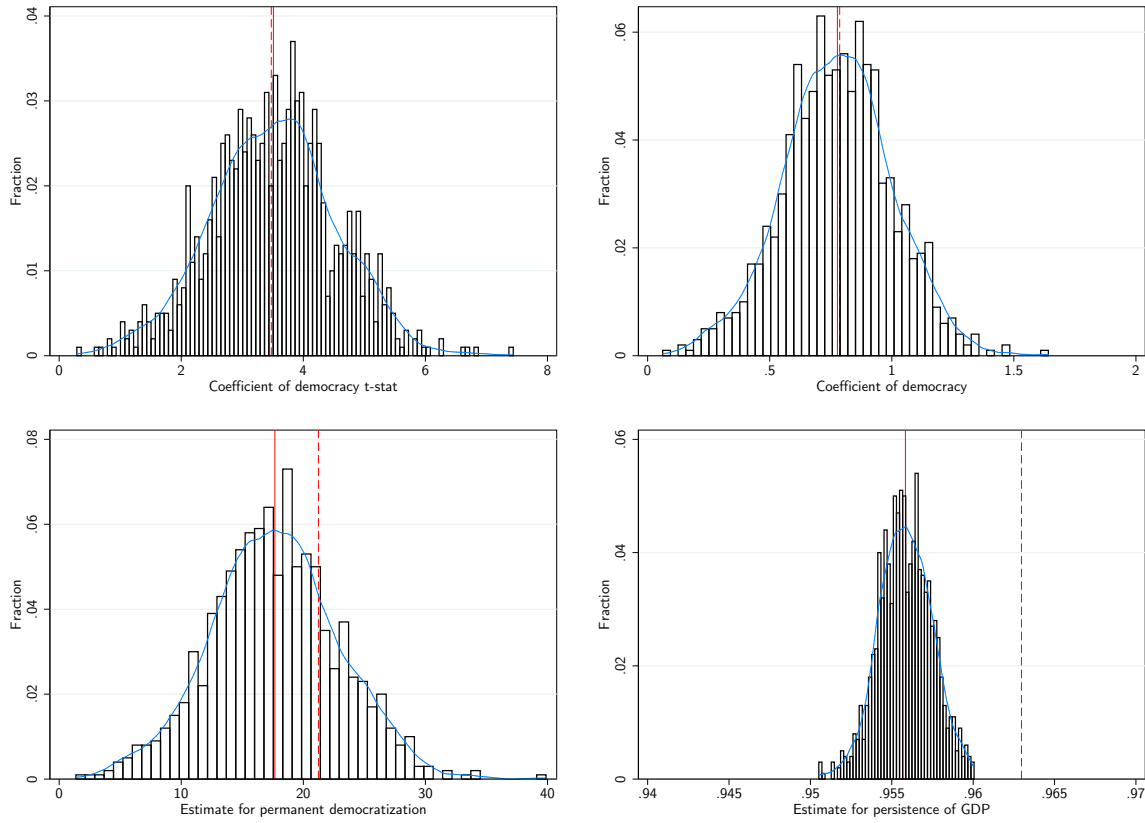 .04
.03
.02
.01
0
Fraction
0 2 4 6 8
Coefficient of democracy t-stat
.06
.04
.02
0
Fraction
0 .5 1 1.5 2
Coefficient of democracy
.08
.06
.04
.02
0
Fraction
0 10 20 30 40
Estimate for permanent democratization
.06
.04
.02
0
Fraction
.94 .945 .95 .955 .96 .965 .97
Estimate for persistence of GDP